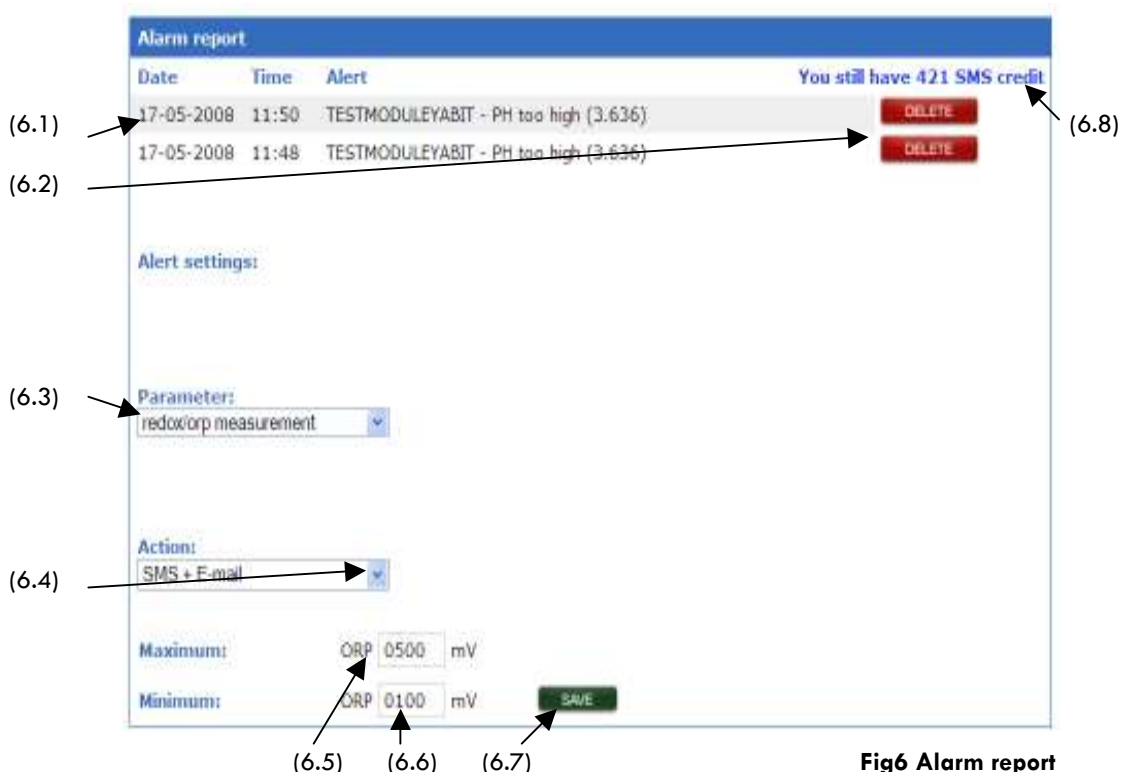 Alarm report
Date Time Alert You still have 421 SMS credit
(6.1) 17-05-2008 11:50 TESTMODULEYABIT - PH too high (3.636) DELETE (6.8)
17-05-2008 11:48 TESTMODULEYABIT - PH too high (3.636) DELETE
(6.2)
Alert settings:
(6.3) Parameter:
redox/orp measurement
Action:
(6.4) SMS + E-mail
Maximum: ORP 0500 mV
Minimum: ORP 0100 mV SAVE
(6.5) (6.6) (6.7) Fig6 Alarm report